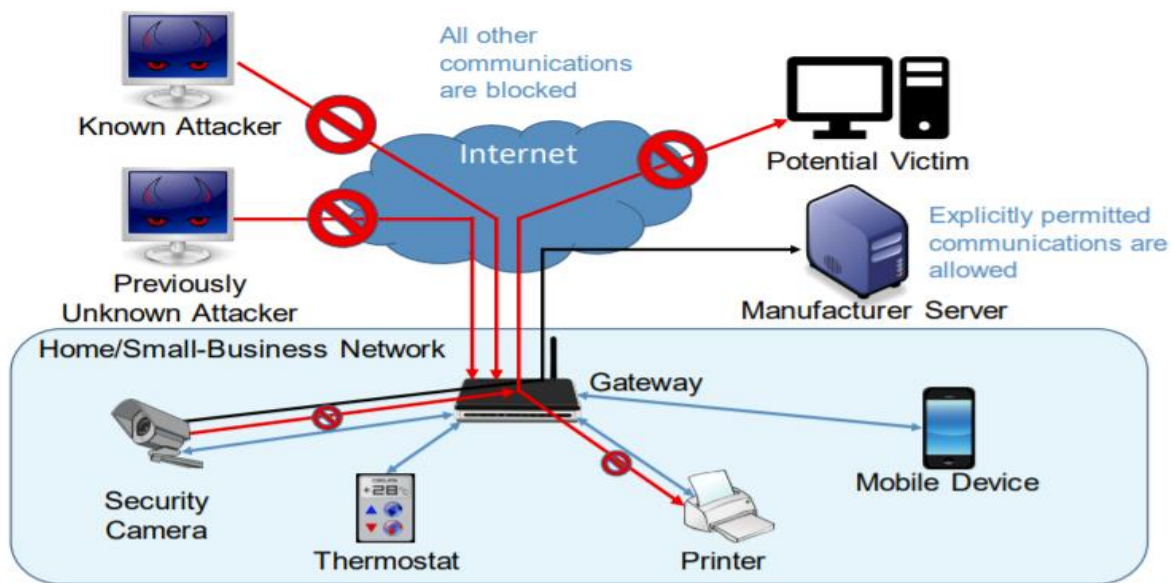 All other
communications
are blocked
Known Attacker
Internet
Potential Victim
Previously
Unknown Attacker
Explicitly permitted
communications are
allowed
Manufacturer Server
Home/Small-Business Network
Gateway
Security
Camera
+28°C
Thermostat
Printer
Mobile Device